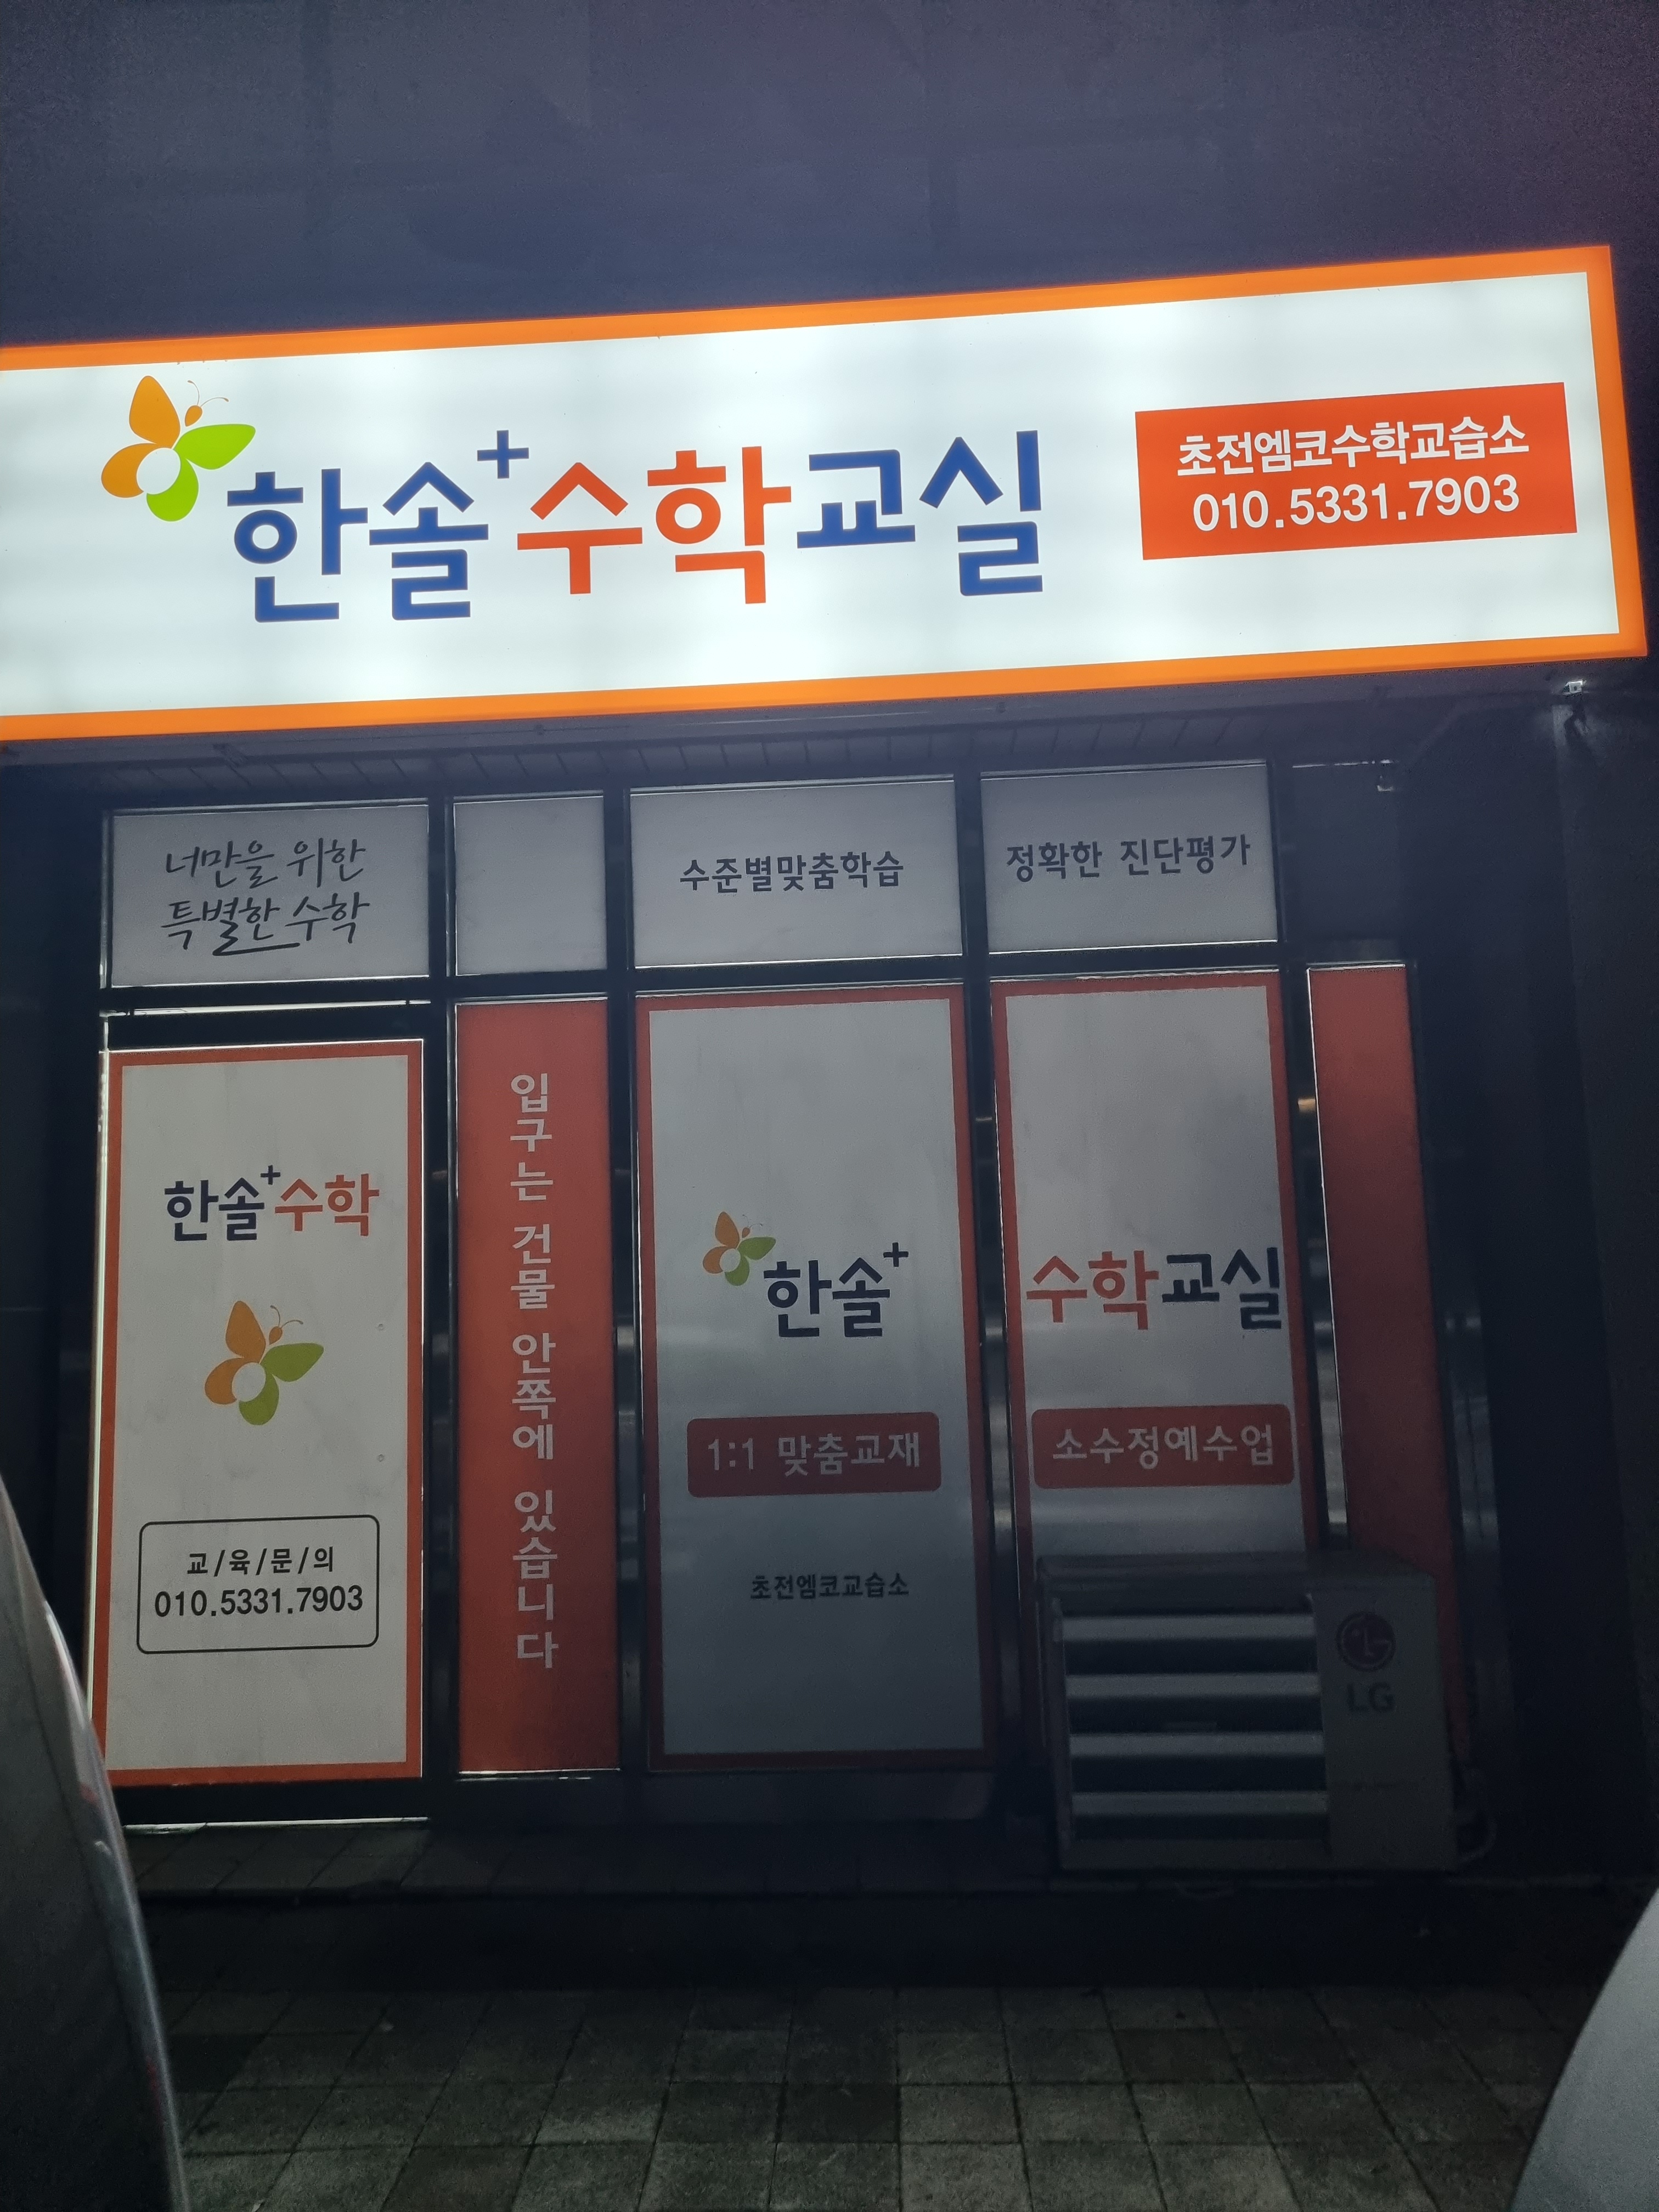 한솔+수학교실
초전엠코수학교습소
010.5331.7903
너만을 위한
특별한 수학
수준별맞춤학습
정확한 진단평가
한솔+수학
교/육/문/의
010.5331.7903
입구는 건물 안쪽에 있습니다
한솔+
1:1 맞춤교재
초전엠코교습소
수학교실
소수정예수업
LG